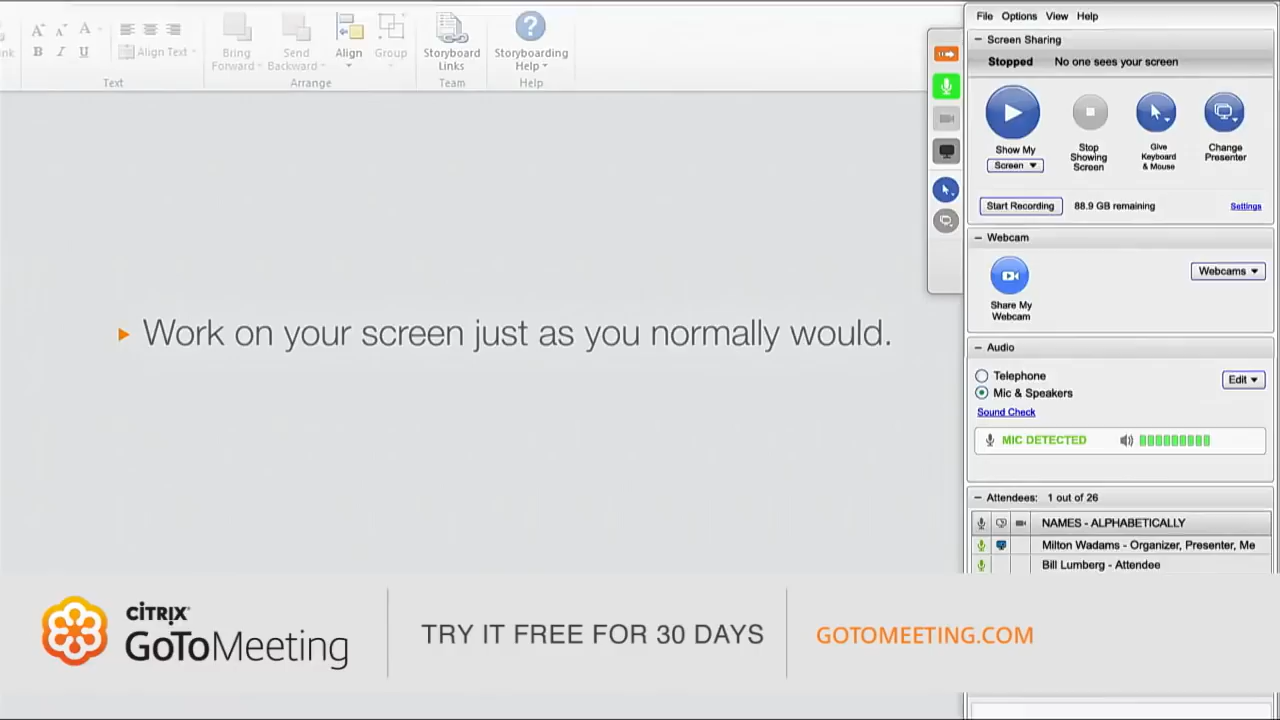 File Options View Help
Screen Sharing
Stopped No one sees your screen
Show My
Screen
Stop
Showing
Screen
Give
Keyboard
& Mouse
Change
Presenter
Start Recording 88.9 GB remaining Settings
Webcam
Share My
Webcam
Webcams
Audio
Telephone
Mic & Speakers
Edit
Sound Check
MIC DETECTED
Attendees: 1 out of 26
NAMES - ALPHABETICALLY
Milton Wadams - Organizer, Presenter, Me
Bill Lumberg - Attendee
A A A
B I U
Align Text
Text
Bring
Forward
Send
Backward
Align
Group
Arrange
Storyboard
Links
Team
Storyboarding
Help
Help
Work on your screen just as you normally would.
CITRIX®
GoToMeeting
TRY IT FREE FOR 30 DAYS
GOTOMEETING.COM